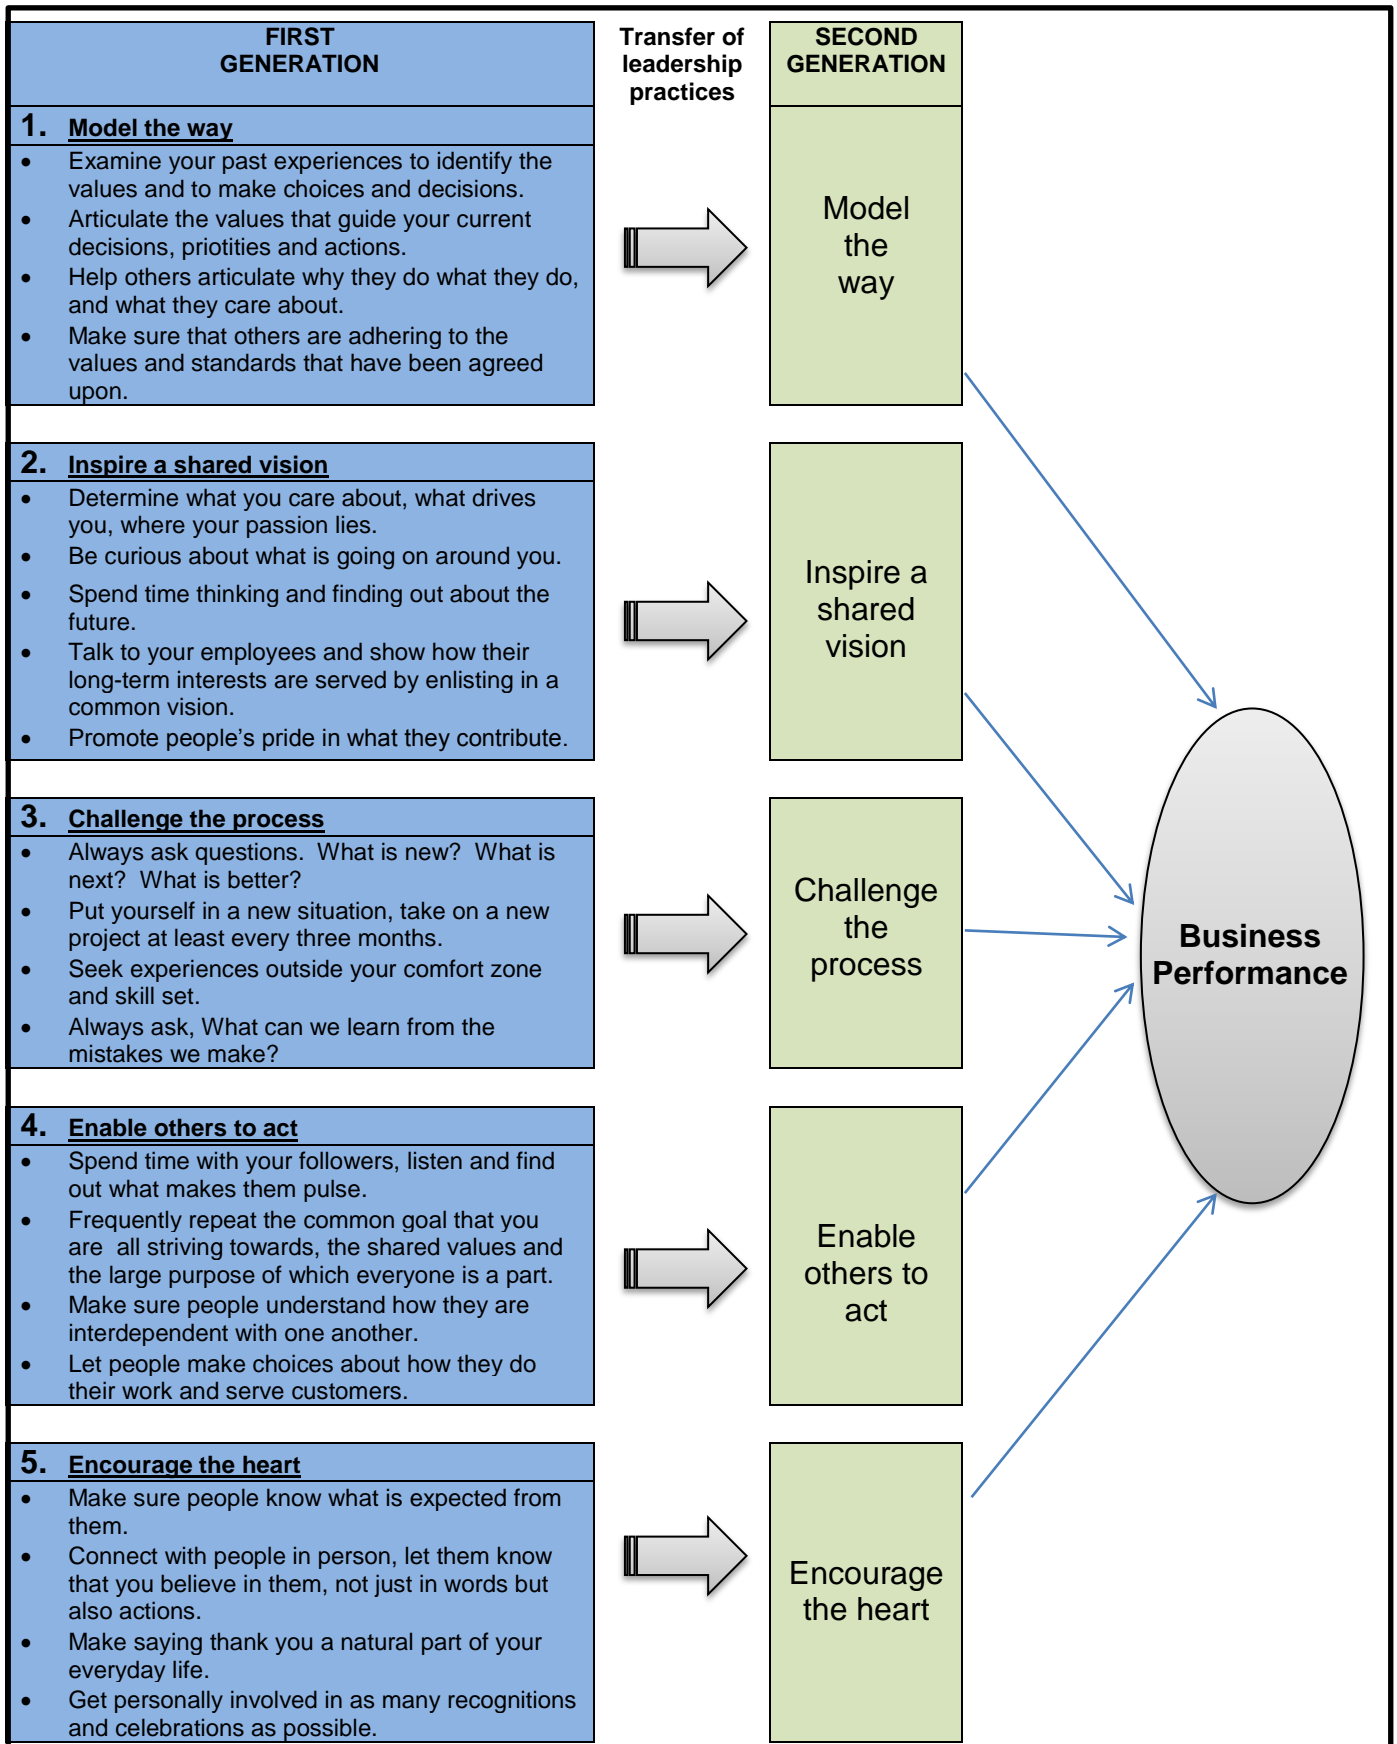 FIRST
GENERATION
Transfer of
leadership
practices
SECOND
GENERATION
1. Model the way
• Examine your past experiences to identify the
values and to make choices and decisions.
• Articulate the values that guide your current
decisions, priotities and actions.
• Help others articulate why they do what they do,
and what they care about.
• Make sure that others are adhering to the
values and standards that have been agreed
upon.
Model
the
way
2. Inspire a shared vision
• Determine what you care about, what drives
you, where your passion lies.
• Be curious about what is going on around you.
• Spend time thinking and finding out about the
future.
• Talk to your employees and show how their
long-term interests are served by enlisting in a
common vision.
• Promote people’s pride in what they contribute.
Inspire a
shared
vision
3. Challenge the process
• Always ask questions. What is new? What is
next? What is better?
• Put yourself in a new situation, take on a new
project at least every three months.
• Seek experiences outside your comfort zone
and skill set.
• Always ask, What can we learn from the
mistakes we make?
Challenge
the
process
Business
Performance
4. Enable others to act
• Spend time with your followers, listen and find
out what makes them pulse.
• Frequently repeat the common goal that you
are all striving towards, the shared values and
the large purpose of which everyone is a part.
• Make sure people understand how they are
interdependent with one another.
• Let people make choices about how they do
their work and serve customers.
Enable
others to
act
5. Encourage the heart
• Make sure people know what is expected from
them.
• Connect with people in person, let them know
that you believe in them, not just in words but
also actions.
• Make saying thank you a natural part of your
everyday life.
• Get personally involved in as many recognitions
and celebrations as possible.
Encourage
the heart